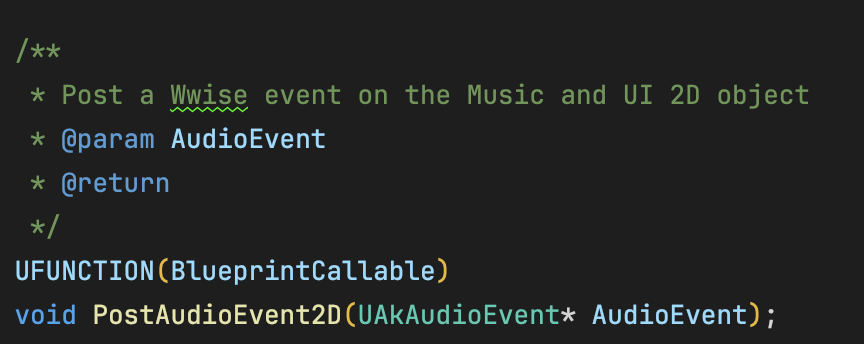 /**
 * Post a Wwise event on the Music and UI 2D object
 * @param AudioEvent
 * @return
 */
UFUNCTION(BlueprintCallable)
void PostAudioEvent2D(UAkAudioEvent* AudioEvent);